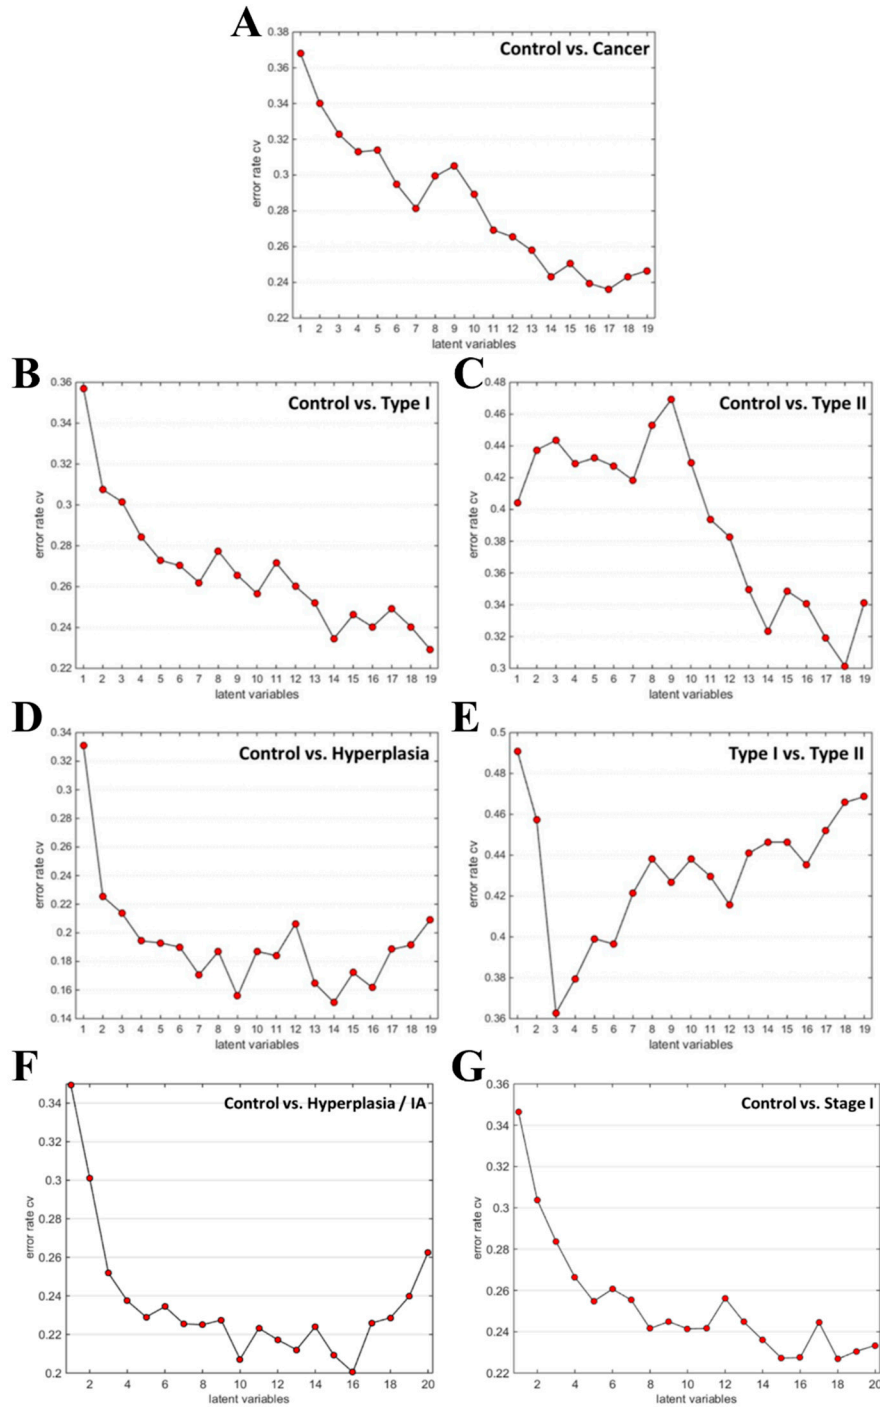 A
Control vs. Cancer
error rate cv
0.38
0.36
0.34
0.32
0.3
0.28
0.26
0.24
0.22
1 2 3 4 5 6 7 8 9 10 11 12 13 14 15 16 17 18 19
latent variables
B
Control vs. Type I
error rate cv
0.36
0.34
0.32
0.3
0.28
0.26
0.24
0.22
1 2 3 4 5 6 7 8 9 10 11 12 13 14 15 16 17 18 19
latent variables
C
Control vs. Type II
error rate cv
0.48
0.46
0.44
0.42
0.4
0.38
0.36
0.34
0.32
0.3
1 2 3 4 5 6 7 8 9 10 11 12 13 14 15 16 17 18 19
latent variables
D
Control vs. Hyperplasia
error rate cv
0.34
0.32
0.3
0.28
0.26
0.24
0.22
0.2
0.18
0.16
0.14
1 2 3 4 5 6 7 8 9 10 11 12 13 14 15 16 17 18 19
latent variables
E
Type I vs. Type II
error rate cv
0.5
0.48
0.46
0.44
0.42
0.4
0.38
0.36
1 2 3 4 5 6 7 8 9 10 11 12 13 14 15 16 17 18 19
latent variables
F
Control vs. Hyperplasia / IA
error rate cv
0.34
0.32
0.3
0.28
0.26
0.24
0.22
0.2
2 4 6 8 10 12 14 16 18 20
latent variables
G
Control vs. Stage I
error rate cv
0.36
0.34
0.32
0.3
0.28
0.26
0.24
0.22
2 4 6 8 10 12 14 16 18 20
latent variables